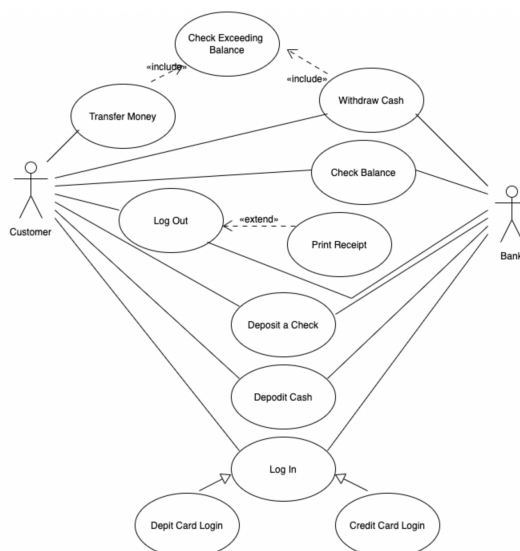 Check Exceeding
Balance
«include»
«include»
Withdraw Cash
Transfer Money
Check Balance
Customer
Log Out
«extend»
Print Receipt
Bank
Deposit a Check
Depodit Cash
Log In
Depit Card Login
Credit Card Login